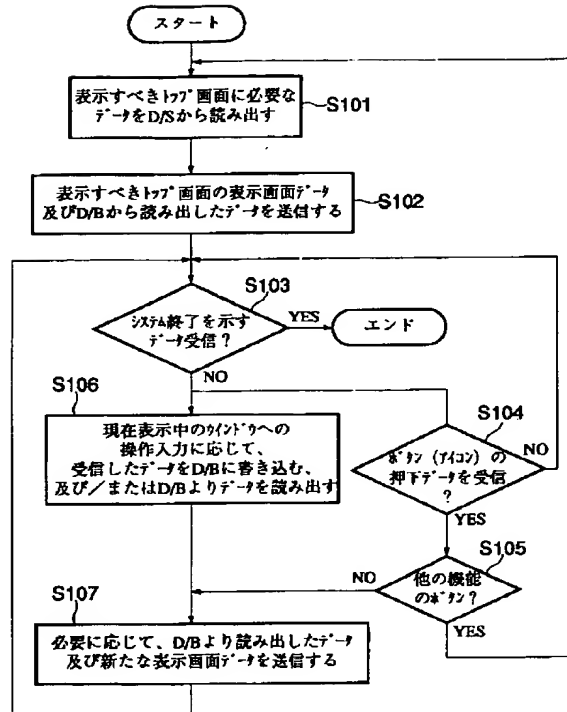 スタート
表示すべきトップ画面に必要な
データをD/Sから読み出す
S101
表示すべきトップ画面の表示画面データ
及びD/Bから読み出したデータを送信する
S102
S103
システム終了を示す
データ受信?
YES
エンド
NO
S106
現在表示中のウインドウへの
操作入力に応じて、
受信したデータをD/Bに書き込む、
及び/またはD/Bよりデータを読み出す
S104
ボタン(アイコン)の
押下データを受信
?
NO
YES
S105
他の機能
のボタン?
NO
YES
S107
必要に応じて、D/Bより読み出したデータ
及び新たな表示画面データを送信する